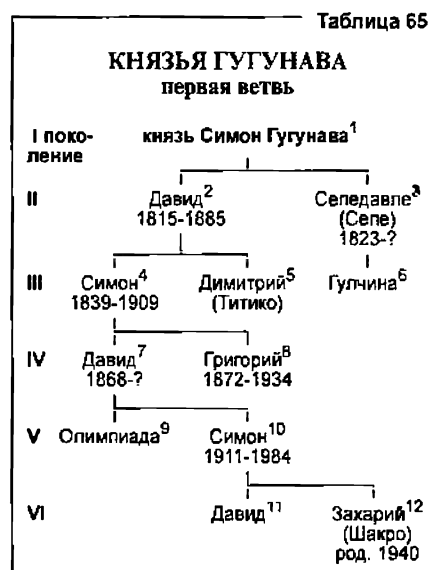 Таблица 65
КНЯЗЬЯ ГУГУНАВА
первая ветвь
I поко- князь Симон Гугунава¹
ление
II Давид² Сепедавле³
1815-1885 (Сепе)
1823-?
III Симон⁴ Димитрий⁵ Гулчина⁶
1839-1909 (Титико)
IV Давид⁷ Григорий⁸
1868-? 1872-1934
V Олимпиада⁹ Симон¹⁰
1911-1984
VI Давид¹¹ Захарий¹²
(Шакро)
род. 1940